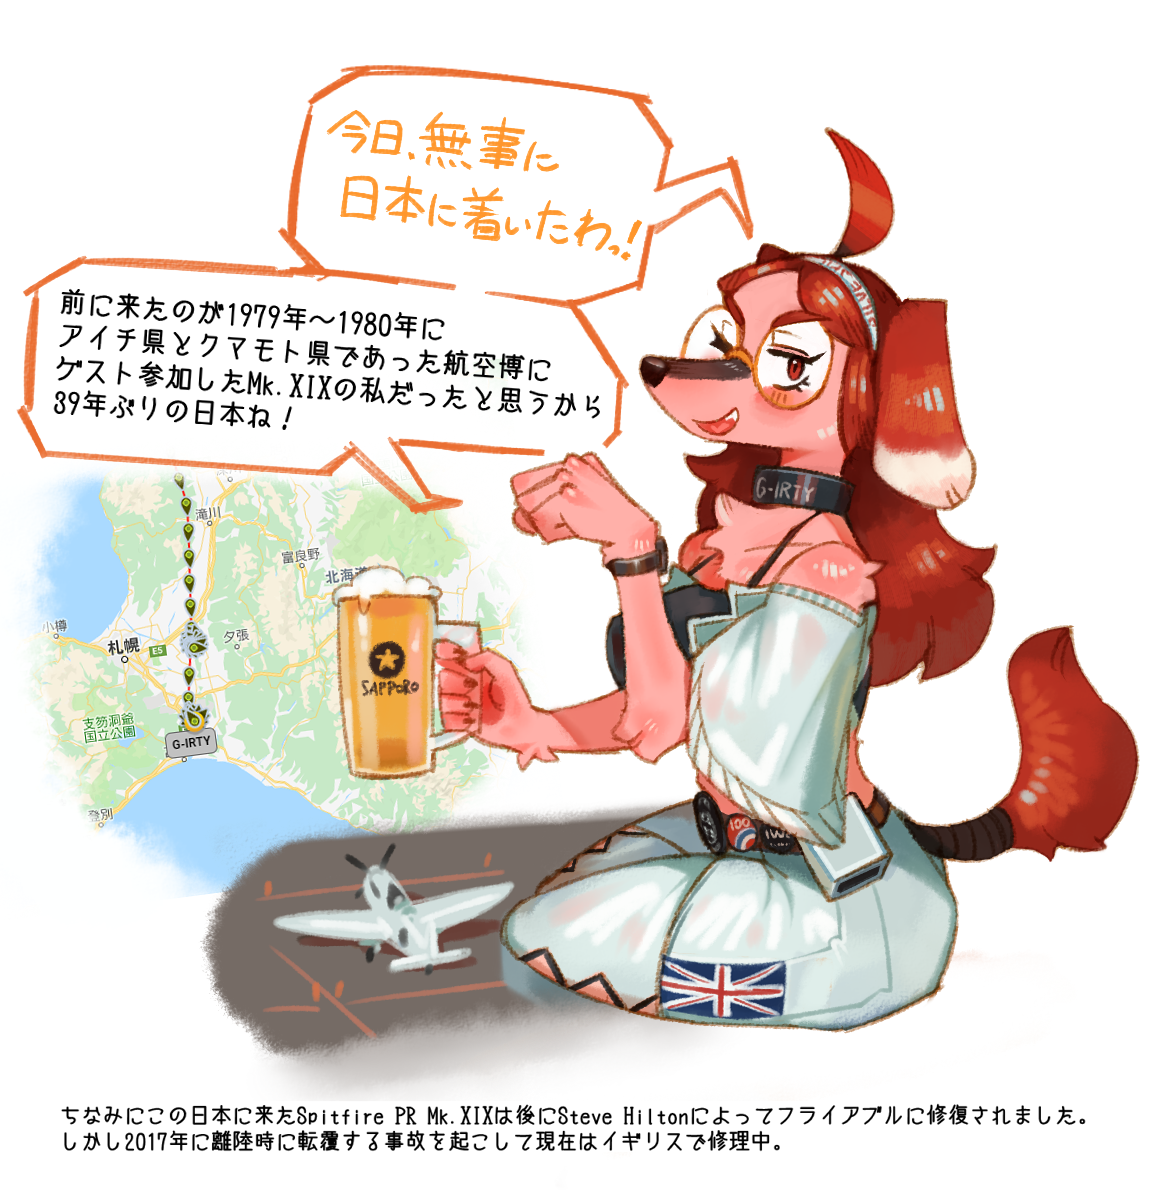 今日、無事に
日本に着いたわっ!
前に来たのが1979年〜1980年に
アイチ県とクマモト県であった航空博に
ゲスト参加したMk.XIXの私だったと思うから
39年ぶりの日本ね！
G-IRTY
滝川
富良野
北海道
小樽
札幌
E5
夕張
支笏洞爺
国立公園
G-IRTY
登別
SAPPORO
100
ちなみにこの日本に来たSpitfire PR Mk.XIXは後にSteve Hiltonによってフライアブルに修復されました。
しかし2017年に離陸時に転覆する事故を起こして現在はイギリスで修理中。